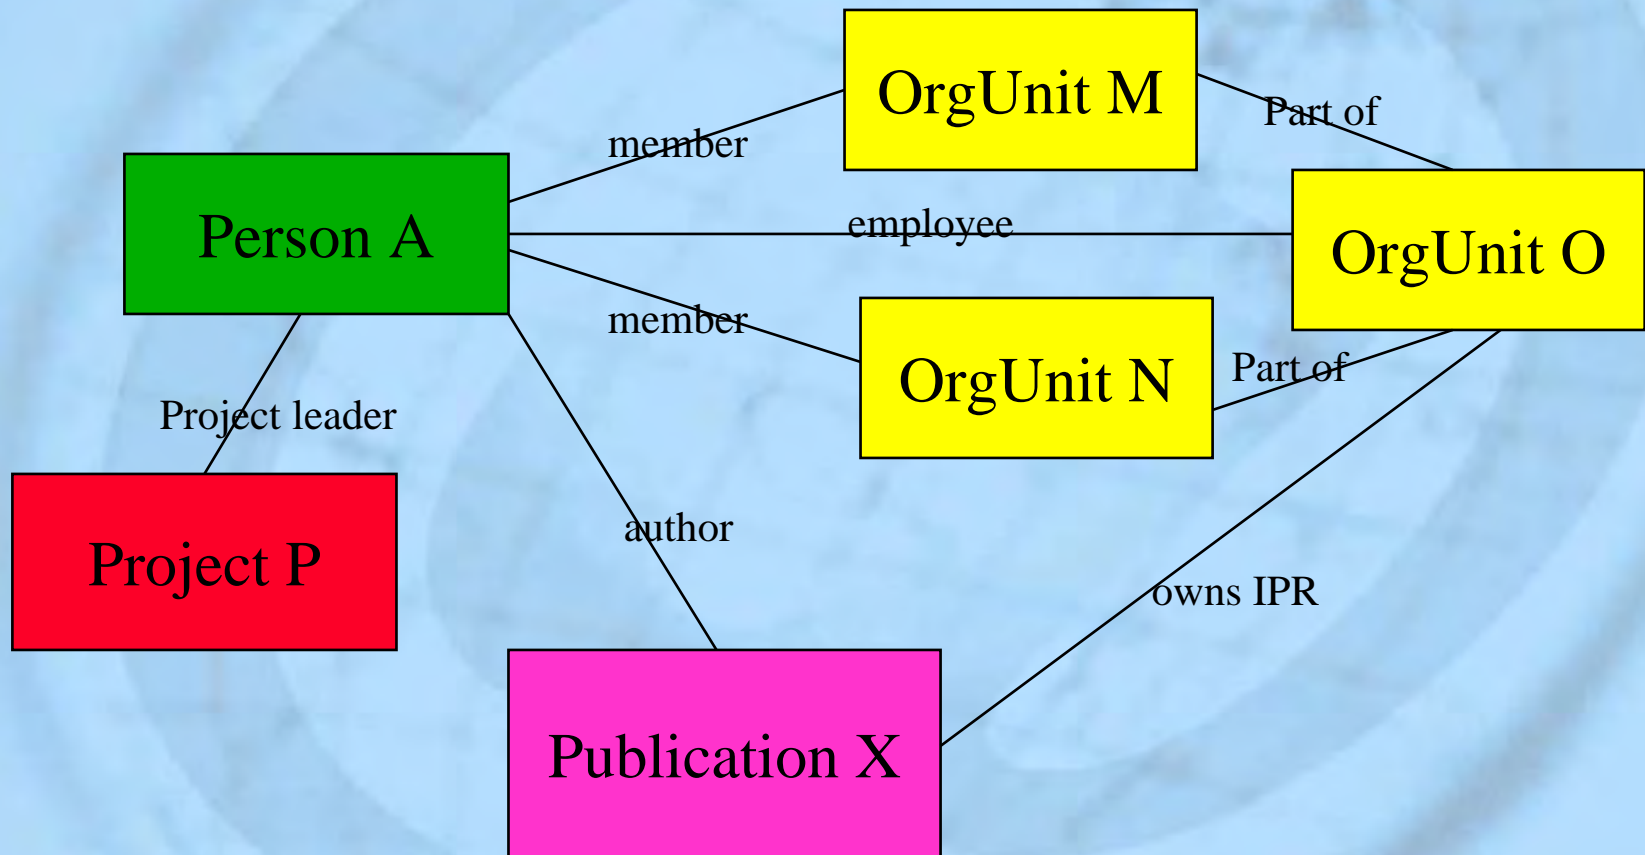 OrgUnit M
Part of
member
Person A
employee
OrgUnit O
member
OrgUnit N
Part of
Project leader
author
Project P
owns IPR
Publication X